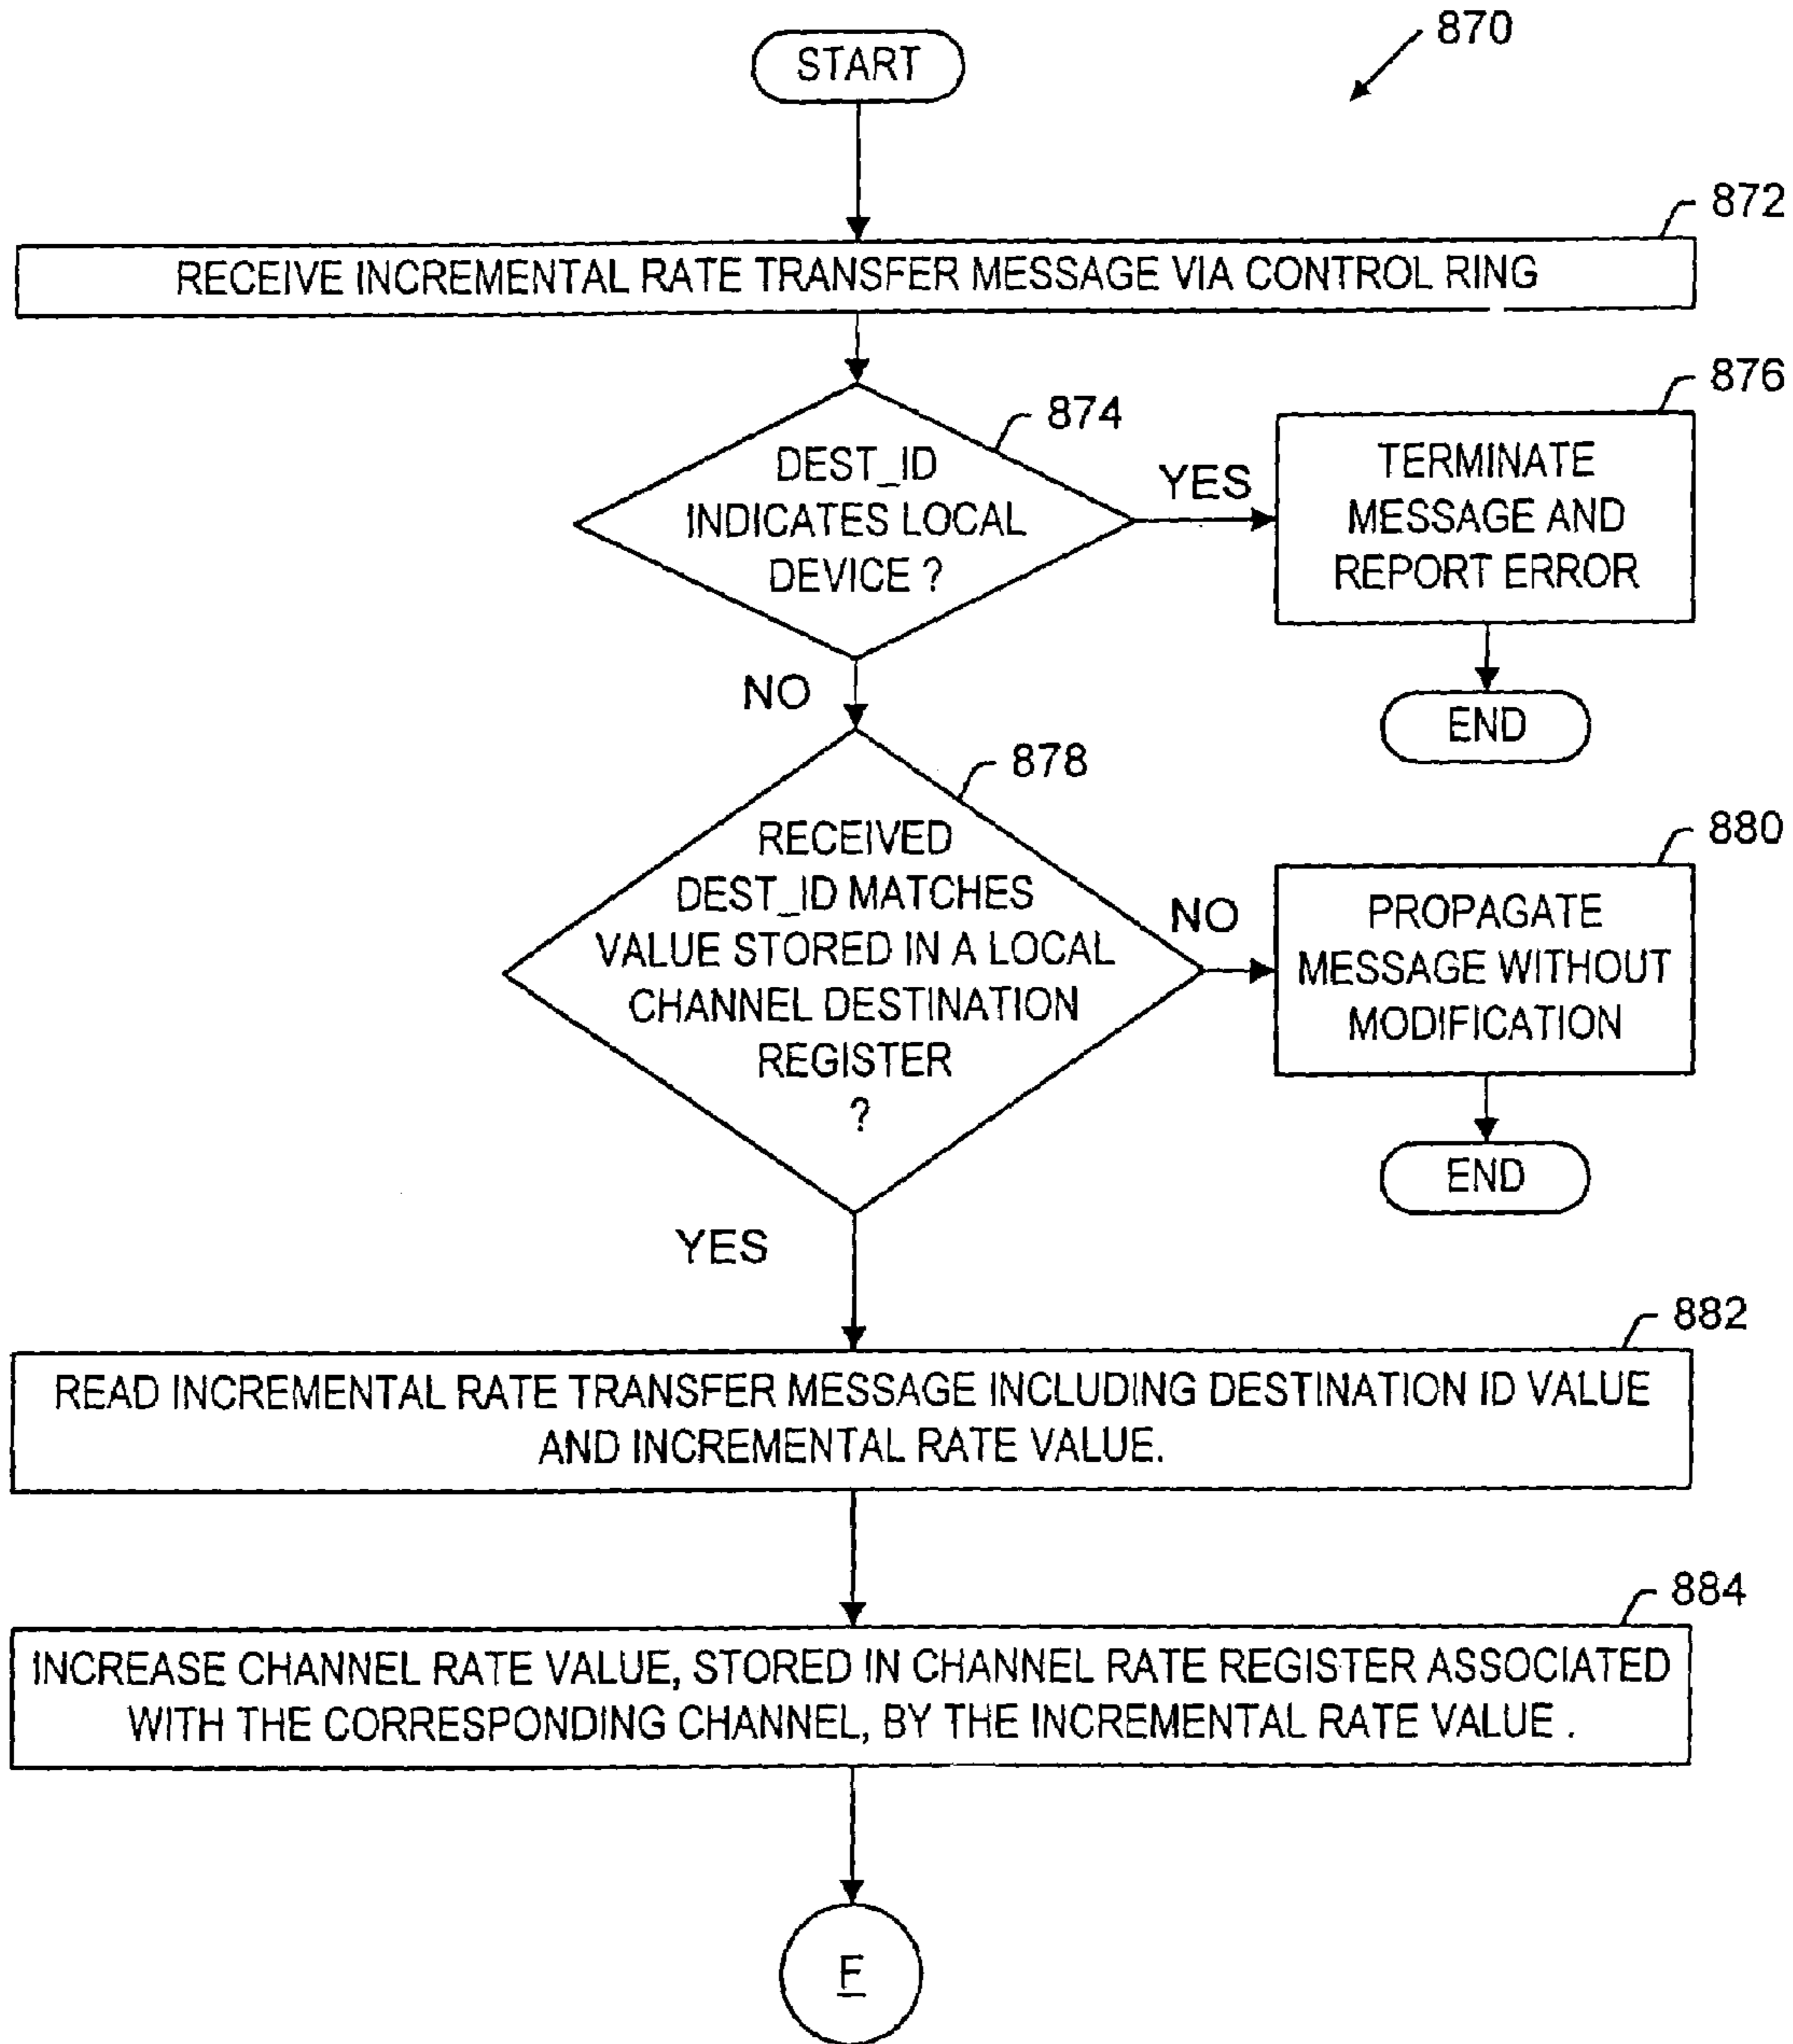 870
START
872
RECEIVE INCREMENTAL RATE TRANSFER MESSAGE VIA CONTROL RING
874
DEST_ID
INDICATES LOCAL
DEVICE ?
YES
876
TERMINATE
MESSAGE AND
REPORT ERROR
END
NO
878
RECEIVED
DEST_ID MATCHES
VALUE STORED IN A LOCAL
CHANNEL DESTINATION
REGISTER
?
NO
880
PROPAGATE
MESSAGE WITHOUT
MODIFICATION
END
YES
882
READ INCREMENTAL RATE TRANSFER MESSAGE INCLUDING DESTINATION ID VALUE
AND INCREMENTAL RATE VALUE.
884
INCREASE CHANNEL RATE VALUE, STORED IN CHANNEL RATE REGISTER ASSOCIATED
WITH THE CORRESPONDING CHANNEL, BY THE INCREMENTAL RATE VALUE .
F